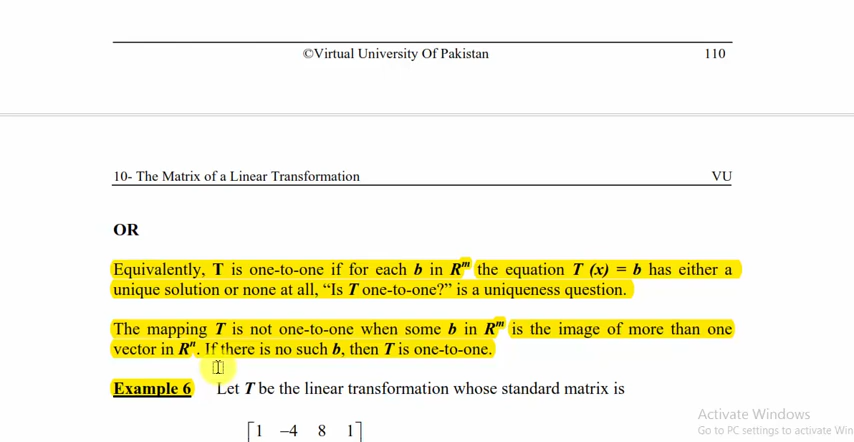 ©Virtual University Of Pakistan 110
10- The Matrix of a Linear Transformation VU
OR
Equivalently, T is one-to-one if for each b in Rᵐ the equation T (x) = b has either a
unique solution or none at all, “Is T one-to-one?” is a uniqueness question.
The mapping T is not one-to-one when some b in Rᵐ is the image of more than one
vector in Rⁿ. If there is no such b, then T is one-to-one.
Example 6 Let T be the linear transformation whose standard matrix is
[1 −4 8 1]
Activate Windows
Go to PC settings to activate Win